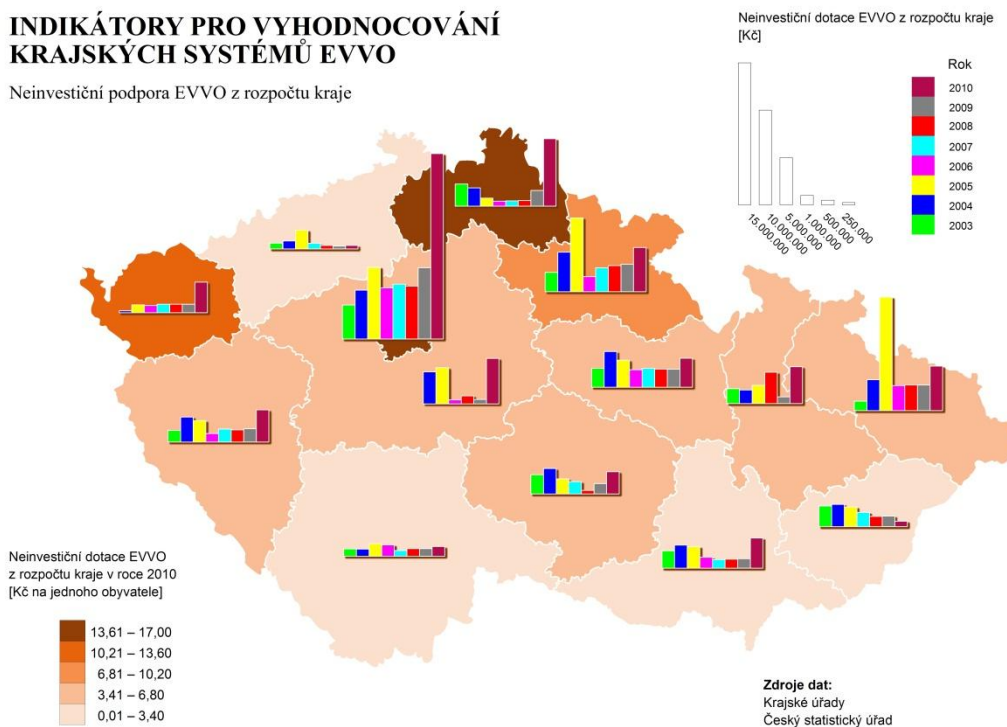 INDIKÁTORY PRO VYHODNOCOVÁNÍ
KRAJSKÝCH SYSTÉMŮ EVVO
Neinvestiční podpora EVVO z rozpočtu kraje
Neinvestiční dotace EVVO z rozpočtu kraje
[Kč]
Rok
2010
2009
2008
2007
2006
2005
2004
2003
15.000.000
10.000.000
5.000.000
1.000.000
500.000
250.000
Neinvestiční dotace EVVO
z rozpočtu kraje v roce 2010
[Kč na jednoho obyvatele]
13,61 – 17,00
10,21 – 13,60
6,81 – 10,20
3,41 – 6,80
0,01 – 3,40
Zdroje dat:
Krajské úřady
Český statistický úřad